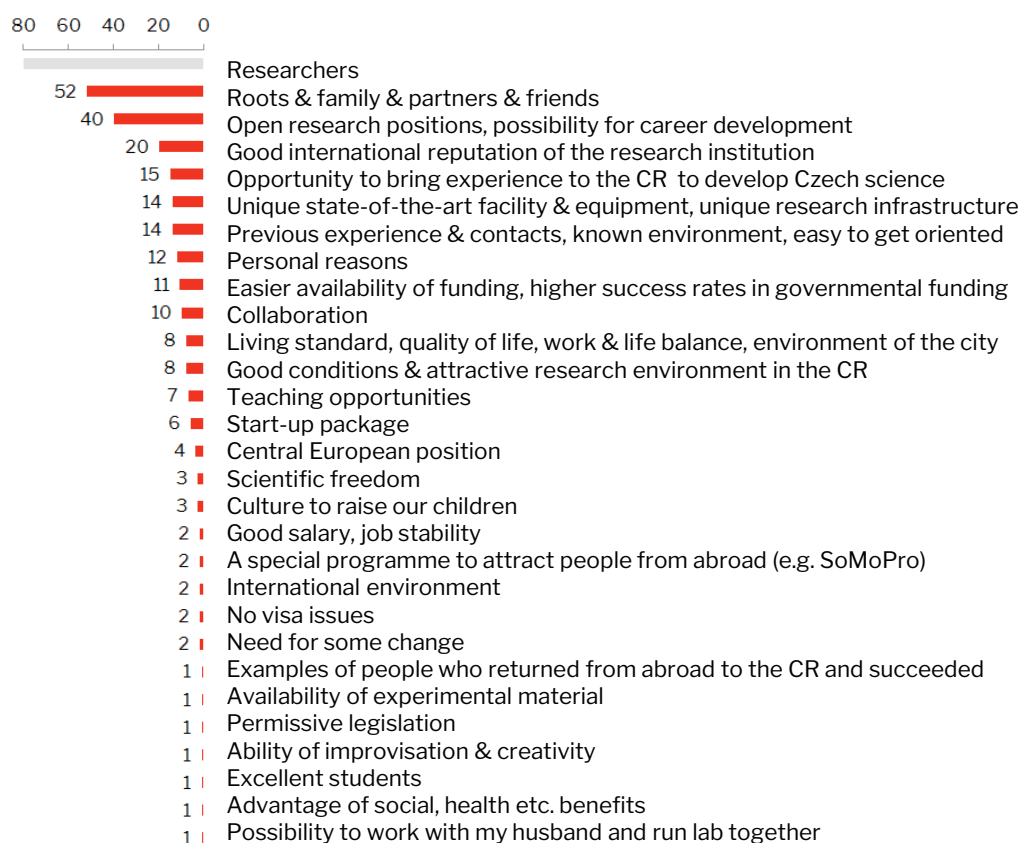 80 60 40 20 0
Researchers
52 Roots & family & partners & friends
40 Open research positions, possibility for career development
20 Good international reputation of the research institution
15 Opportunity to bring experience to the CR to develop Czech science
14 Unique state-of-the-art facility & equipment, unique research infrastructure
14 Previous experience & contacts, known environment, easy to get oriented
12 Personal reasons
11 Easier availability of funding, higher success rates in governmental funding
10 Collaboration
8 Living standard, quality of life, work & life balance, environment of the city
8 Good conditions & attractive research environment in the CR
7 Teaching opportunities
6 Start-up package
4 Central European position
3 Scientific freedom
3 Culture to raise our children
2 Good salary, job stability
2 A special programme to attract people from abroad (e.g. SoMoPro)
2 International environment
2 No visa issues
2 Need for some change
1 Examples of people who returned from abroad to the CR and succeeded
1 Availability of experimental material
1 Permissive legislation
1 Ability of improvisation & creativity
1 Excellent students
1 Advantage of social, health etc. benefits
1 Possibility to work with my husband and run lab together